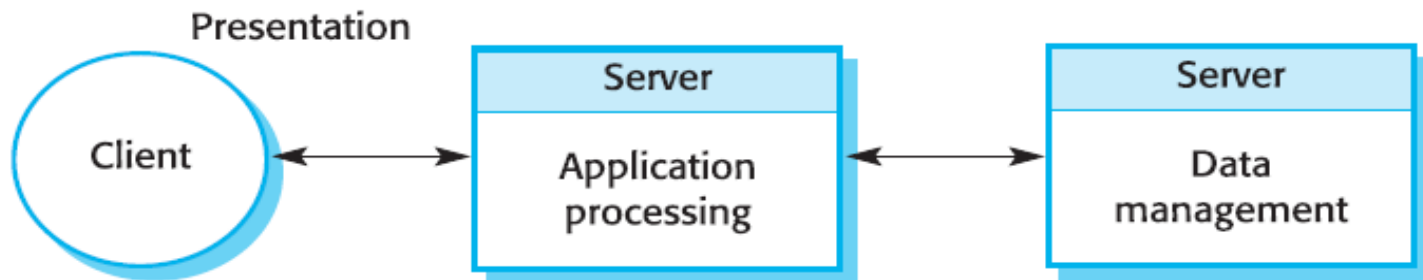 Presentation
Client
Server
Application
processing
Server
Data
management